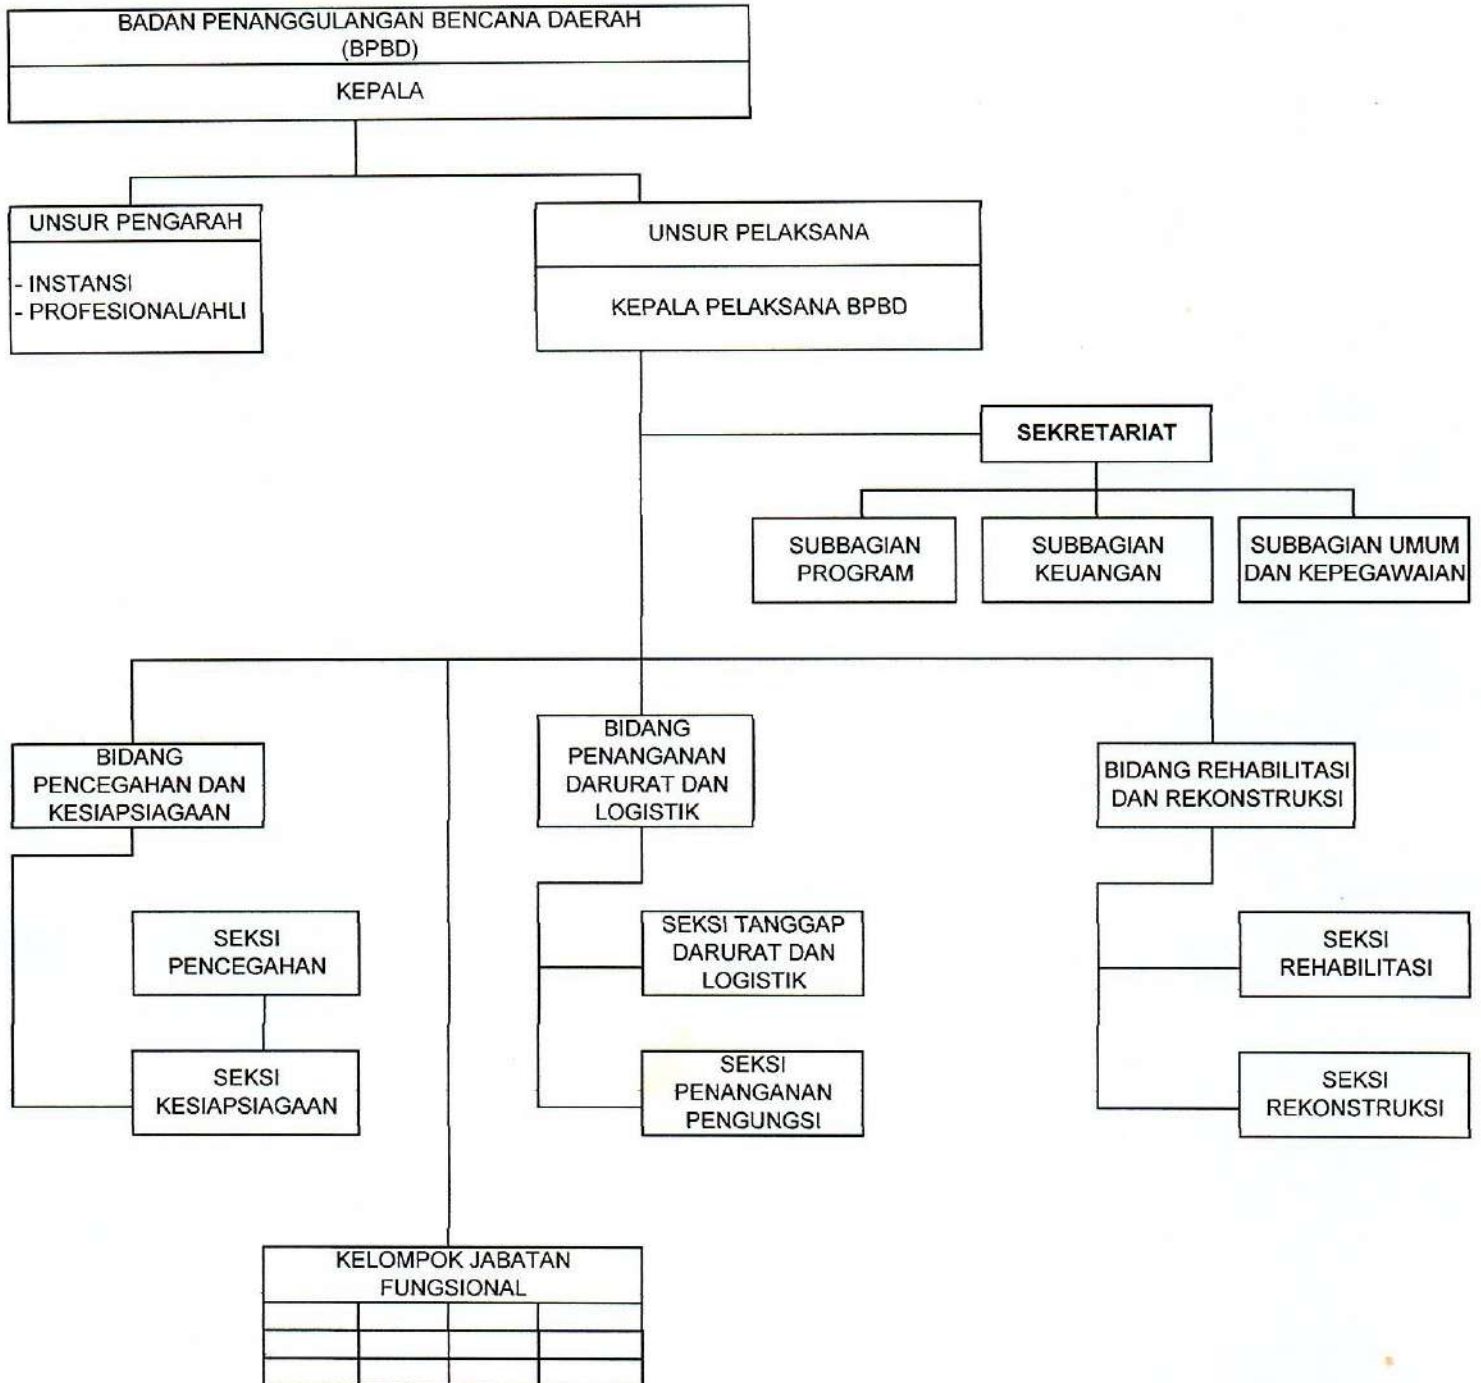 BADAN PENANGGULANGAN BENCANA DAERAH
(BPBD)
KEPALA
UNSUR PENGARAH
- INSTANSI
- PROFESIONAL/AHLI
UNSUR PELAKSANA
KEPALA PELAKSANA BPBD
SEKRETARIAT
SUBBAGIAN
PROGRAM
SUBBAGIAN
KEUANGAN
SUBBAGIAN UMUM
DAN KEPEGAWAIAN
BIDANG
PENCEGAHAN DAN
KESIAPSIAGAAN
BIDANG
PENANGANAN
DARURAT DAN
LOGISTIK
BIDANG REHABILITASI
DAN REKONSTRUKSI
SEKSI
PENCEGAHAN
SEKSI
KESIAPSIAGAAN
SEKSI TANGGAP
DARURAT DAN
LOGISTIK
SEKSI
PENANGANAN
PENGUNGSI
SEKSI
REHABILITASI
SEKSI
REKONSTRUKSI
KELOMPOK JABATAN
FUNGSIONAL